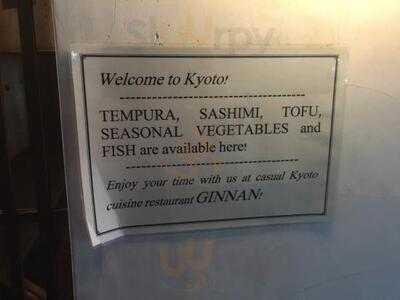 Welcome to Kyoto!
------------------------------------
TEMPURA, SASHIMI, TOFU,
SEASONAL VEGETABLES and
FISH are available here!
---------------------------------
Enjoy your time with us at casual Kyoto
cuisine restaurant GINNAN!